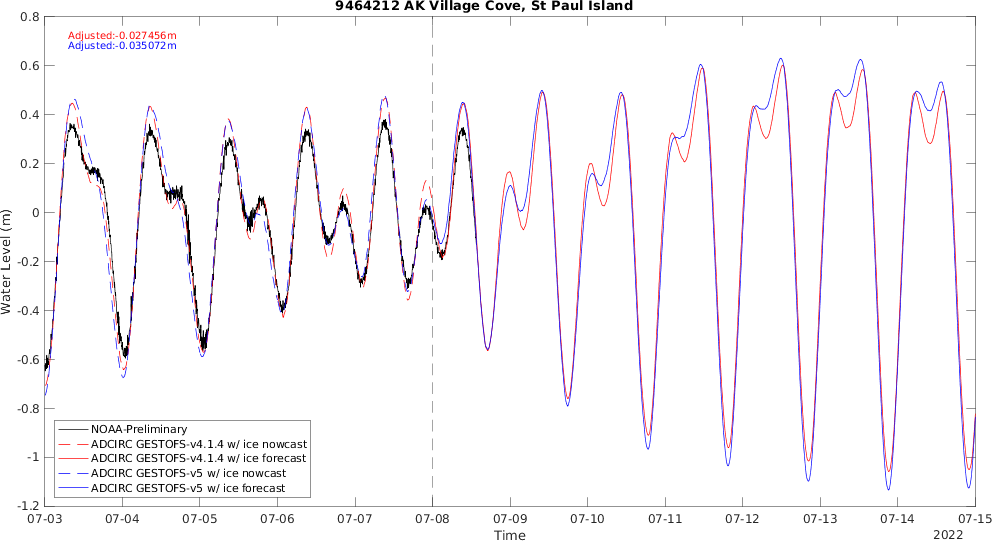 9464212 AK Village Cove, St Paul Island
Adjusted:-0.027456m
Adjusted:-0.035072m
0.8
0.6
0.4
0.2
0
-0.2
-0.4
-0.6
-0.8
-1
-1.2
Water Level (m)
NOAA-Preliminary
ADCIRC GESTOFS-v4.1.4 w/ ice nowcast
ADCIRC GESTOFS-v4.1.4 w/ ice forecast
ADCIRC GESTOFS-v5 w/ ice nowcast
ADCIRC GESTOFS-v5 w/ ice forecast
07-03 07-04 07-05 07-06 07-07 07-08 07-09 07-10 07-11 07-12 07-13 07-14 07-15
Time
2022